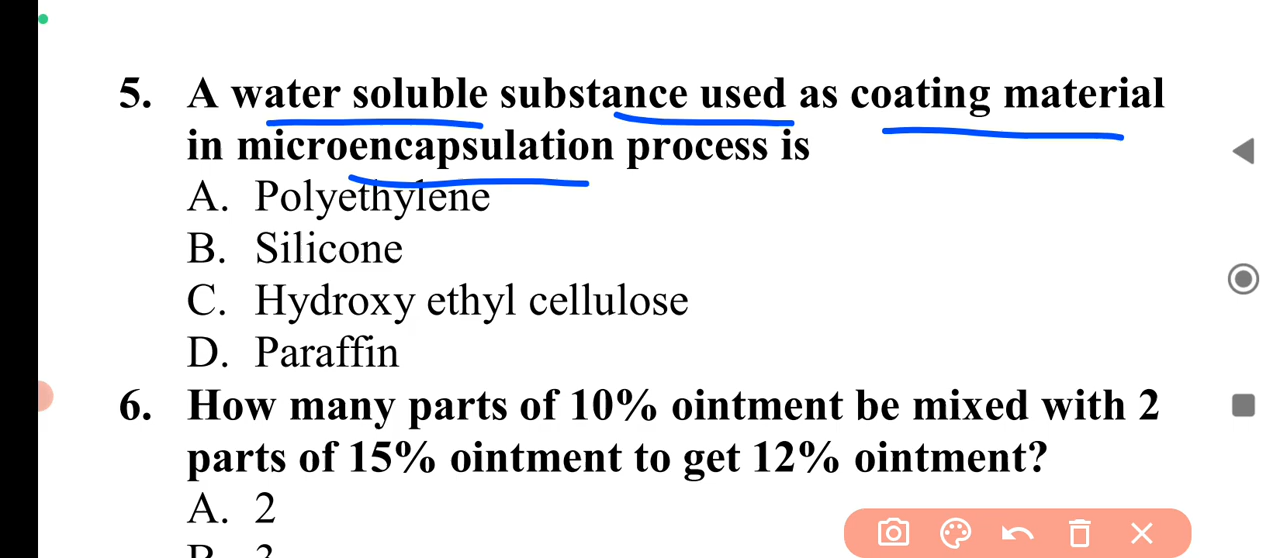 5. A water soluble substance used as coating material
in microencapsulation process is
A. Polyethylene
B. Silicone
C. Hydroxy ethyl cellulose
D. Paraffin
6. How many parts of 10% ointment be mixed with 2
parts of 15% ointment to get 12% ointment?
A. 2